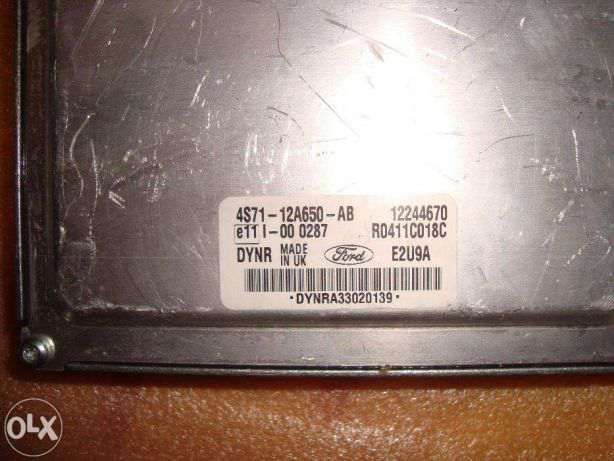 4S71-12A650-AB 12244670
e11 I-00 0287 R0411C018C
DYNR MADE IN UK Ford E2U9A
•DYNRA33020139•
OLX